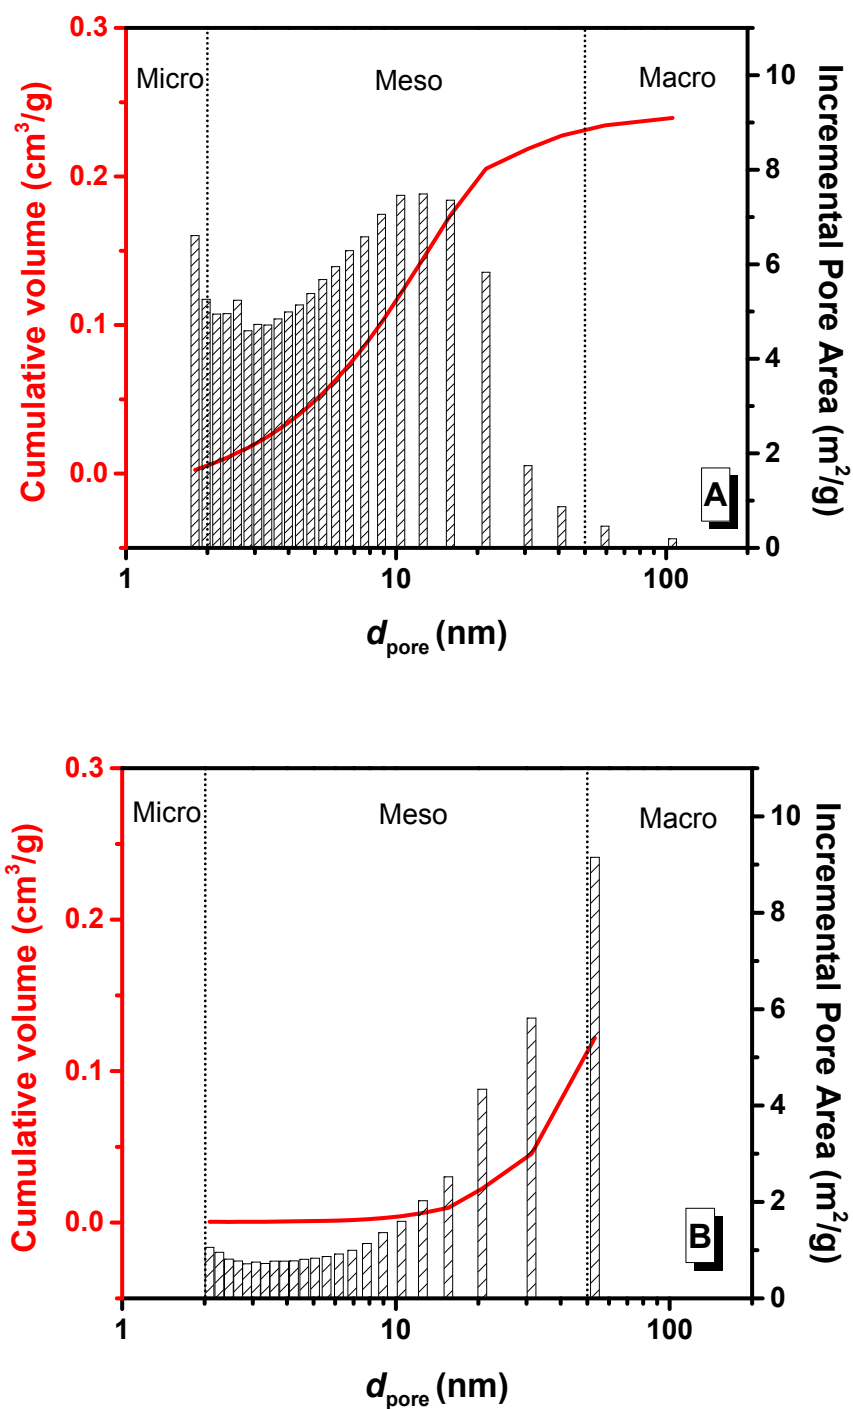 0.3
0.2
0.1
0.0
Cumulative volume (cm³/g)
Micro
Meso
Macro
10
8
6
4
2
0
Incremental Pore Area (m²/g)
A
1
10
100
d_pore (nm)
0.3
0.2
0.1
0.0
Cumulative volume (cm³/g)
Micro
Meso
Macro
10
8
6
4
2
0
Incremental Pore Area (m²/g)
B
1
10
100
d_pore (nm)